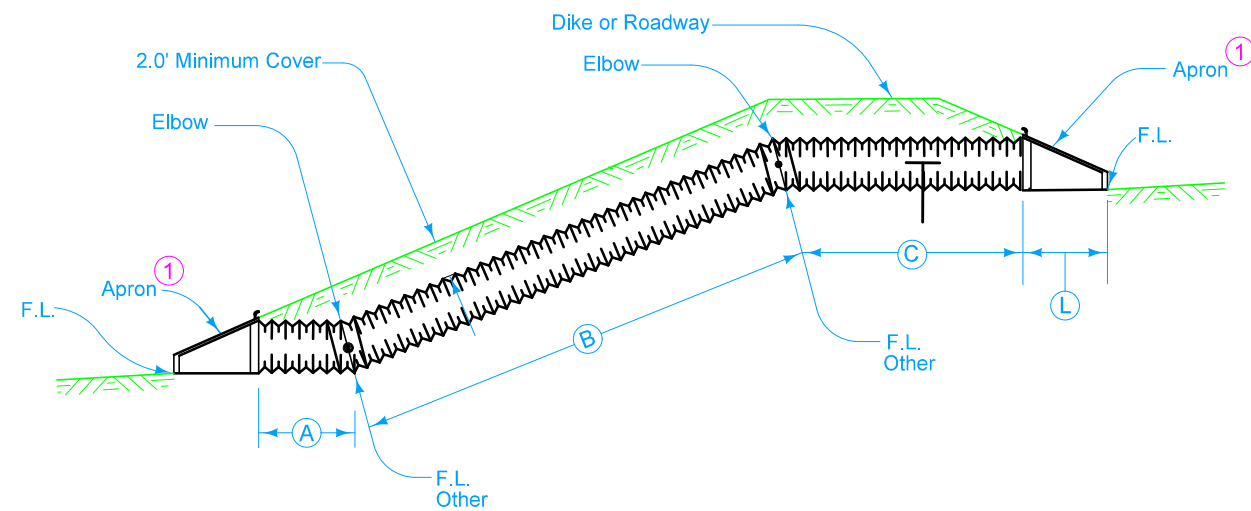 Dike or Roadway
2.0' Minimum Cover
Elbow
Apron 1
Elbow
F.L.
Apron 1
F.L.
C
L
B
F.L.
Other
A
F.L.
Other